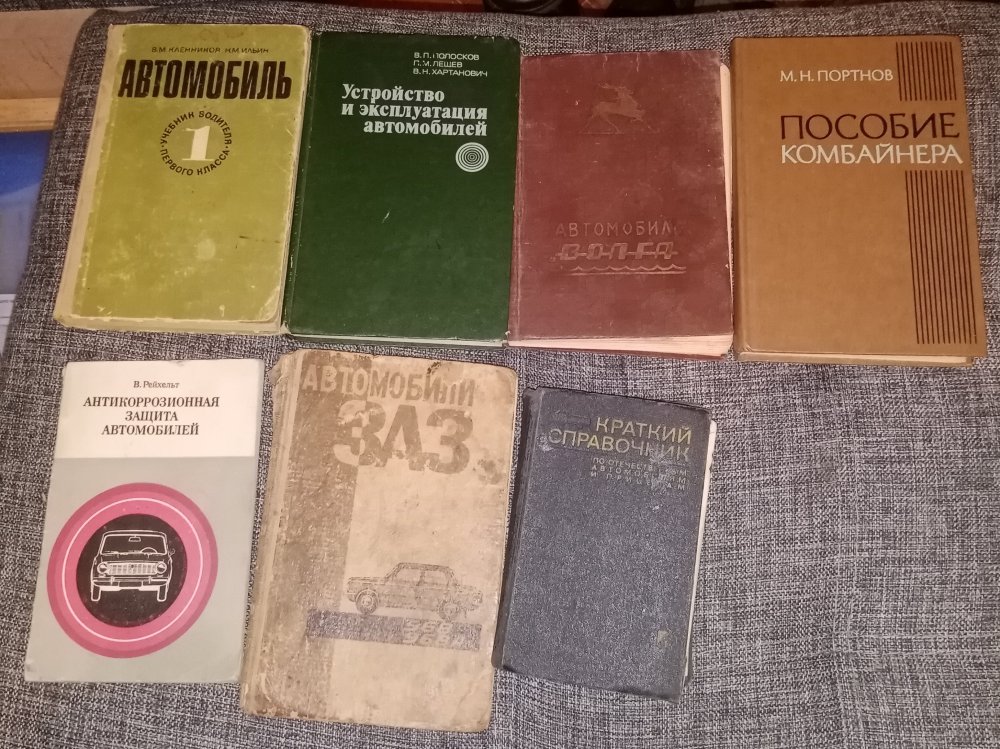 В.М. КЛЕННИКОВ Н.М. ИЛЬИН
АВТОМОБИЛЬ
УЧЕБНИК ВОДИТЕЛЯ
1
ПЕРВОГО КЛАССА
В. П. ПОЛОСКОВ
П. М. ЛЕЩЕВ
В. Н. ХАРТАНОВИЧ
Устройство
и эксплуатация
автомобилей
АВТОМОБИЛЬ
„ВОЛГА
М. Н. ПОРТНОВ
ПОСОБИЕ
КОМБАЙНЕРА
В. Рейхельт
АНТИКОРРОЗИОННАЯ
ЗАЩИТА
АВТОМОБИЛЕЙ
АВТОМОБИЛИ
ЗАЗ
КРАТКИЙ
СПРАВОЧНИК